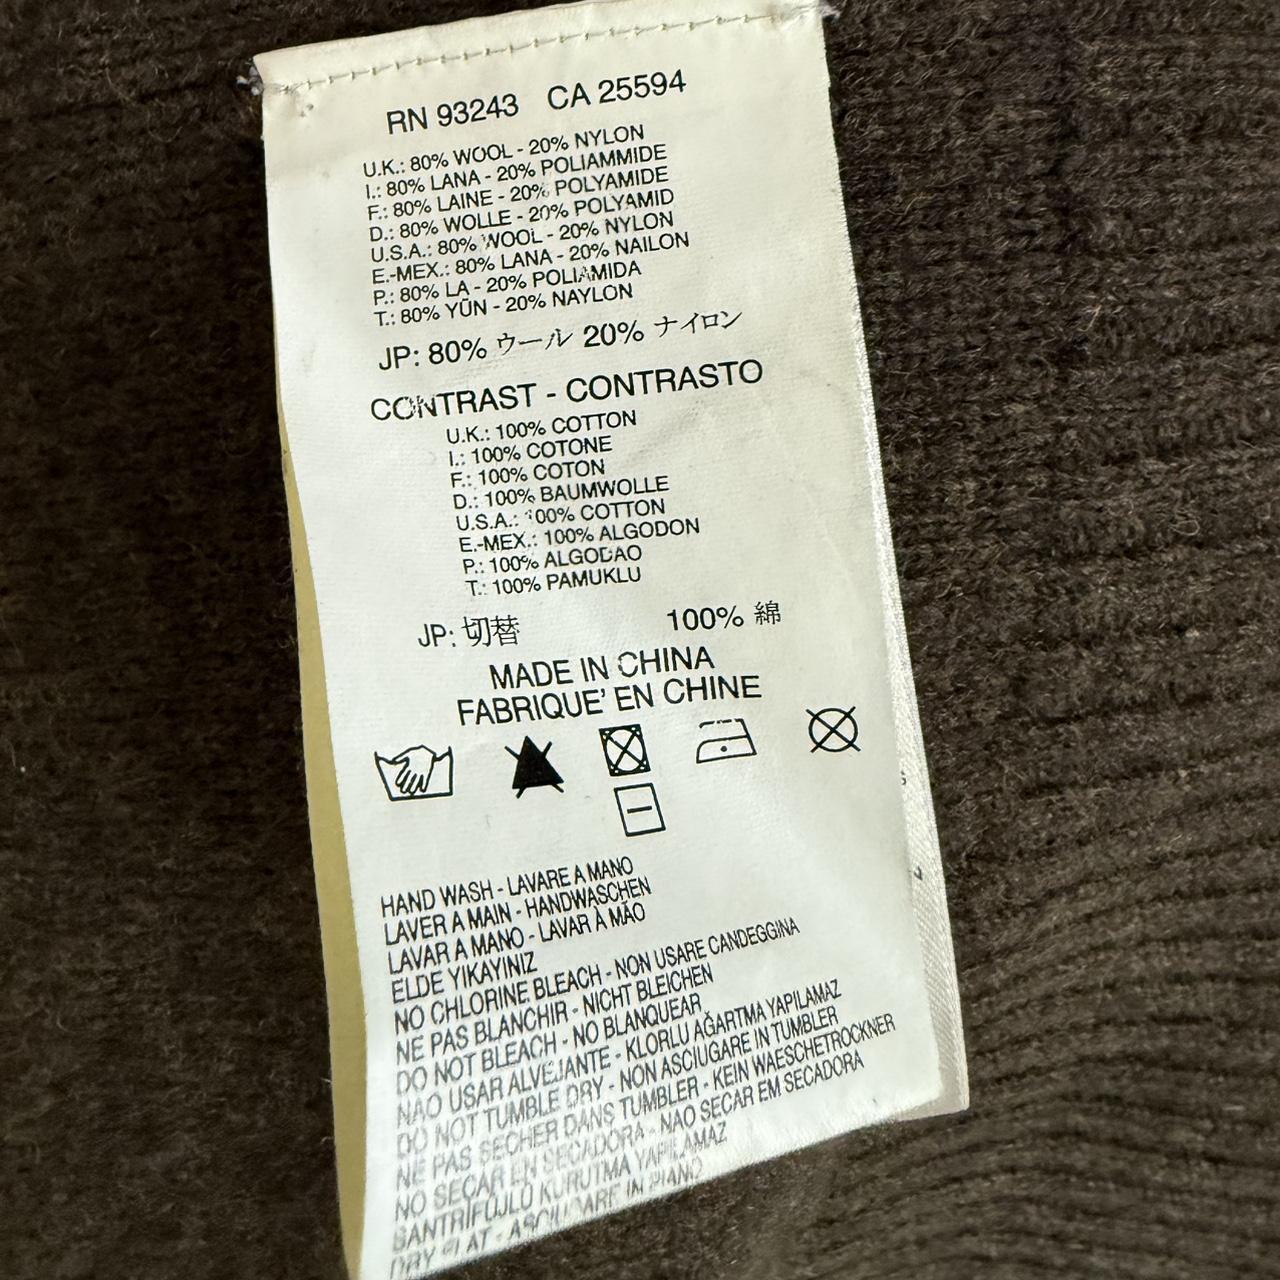 RN 93243 CA 25594
U.K.: 80% WOOL - 20% NYLON
I.: 80% LANA - 20% POLIAMMIDE
F.: 80% LAINE - 20% POLYAMIDE
D.: 80% WOLLE - 20% POLYAMID
U.S.A.: 80% WOOL - 20% NYLON
E.-MEX.: 80% LANA - 20% NAILON
P.: 80% LA - 20% POLIAMIDA
T.: 80% YÜN - 20% NAYLON
JP: 80% ウール 20% ナイロン
CONTRAST - CONTRASTO
U.K.: 100% COTTON
I.: 100% COTONE
F.: 100% COTON
D.: 100% BAUMWOLLE
U.S.A.: 100% COTTON
E.-MEX.: 100% ALGODON
P.: 100% ALGODAO
T.: 100% PAMUKLU
JP: 切替 100% 綿
MADE IN CHINA
FABRIQUE' EN CHINE
HAND WASH - LAVARE A MANO
LAVER A MAIN - HANDWASCHEN
LAVAR A MANO - LAVAR À MÃO
ELDE YIKAYINIZ
NO CHLORINE BLEACH - NON USARE CANDEGGINA
NE PAS BLANCHIR - NICHT BLEICHEN
DO NOT BLEACH - NO BLANQUEAR
NAO USAR ALVEJANTE - KLORLU AĞARTMA YAPILAMAZ
DO NOT TUMBLE DRY - NON ASCIUGARE IN TUMBLER
NE PAS SECHER DANS TUMBLER - KEIN WAESCHETROCKNER
NO SECAR EN SECADORA - NAO SECAR EM SECADORA
SANTRİFÜJLÜ KURUTMA YAPILAMAZ
DRY FLAT - ASCIUGARE IN PIANO